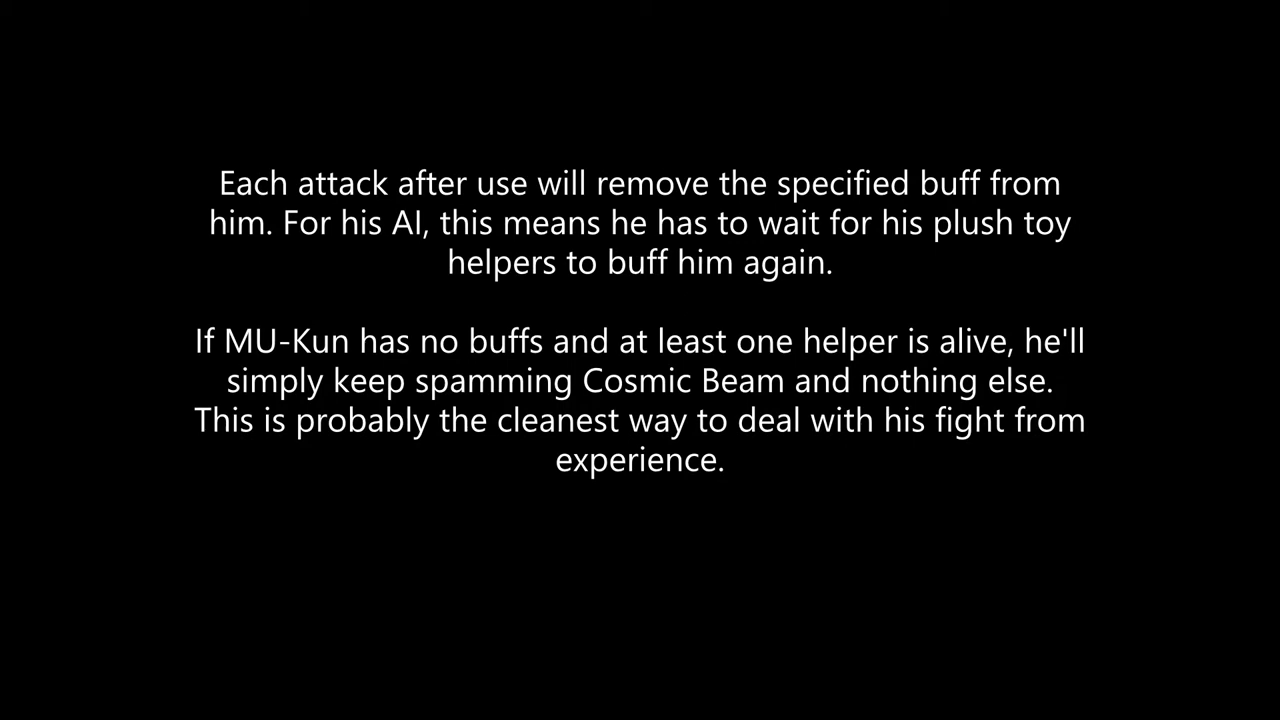 Each attack after use will remove the specified buff from
him. For his AI, this means he has to wait for his plush toy
helpers to buff him again.
If MU-Kun has no buffs and at least one helper is alive, he'll
simply keep spamming Cosmic Beam and nothing else.
This is probably the cleanest way to deal with his fight from
experience.